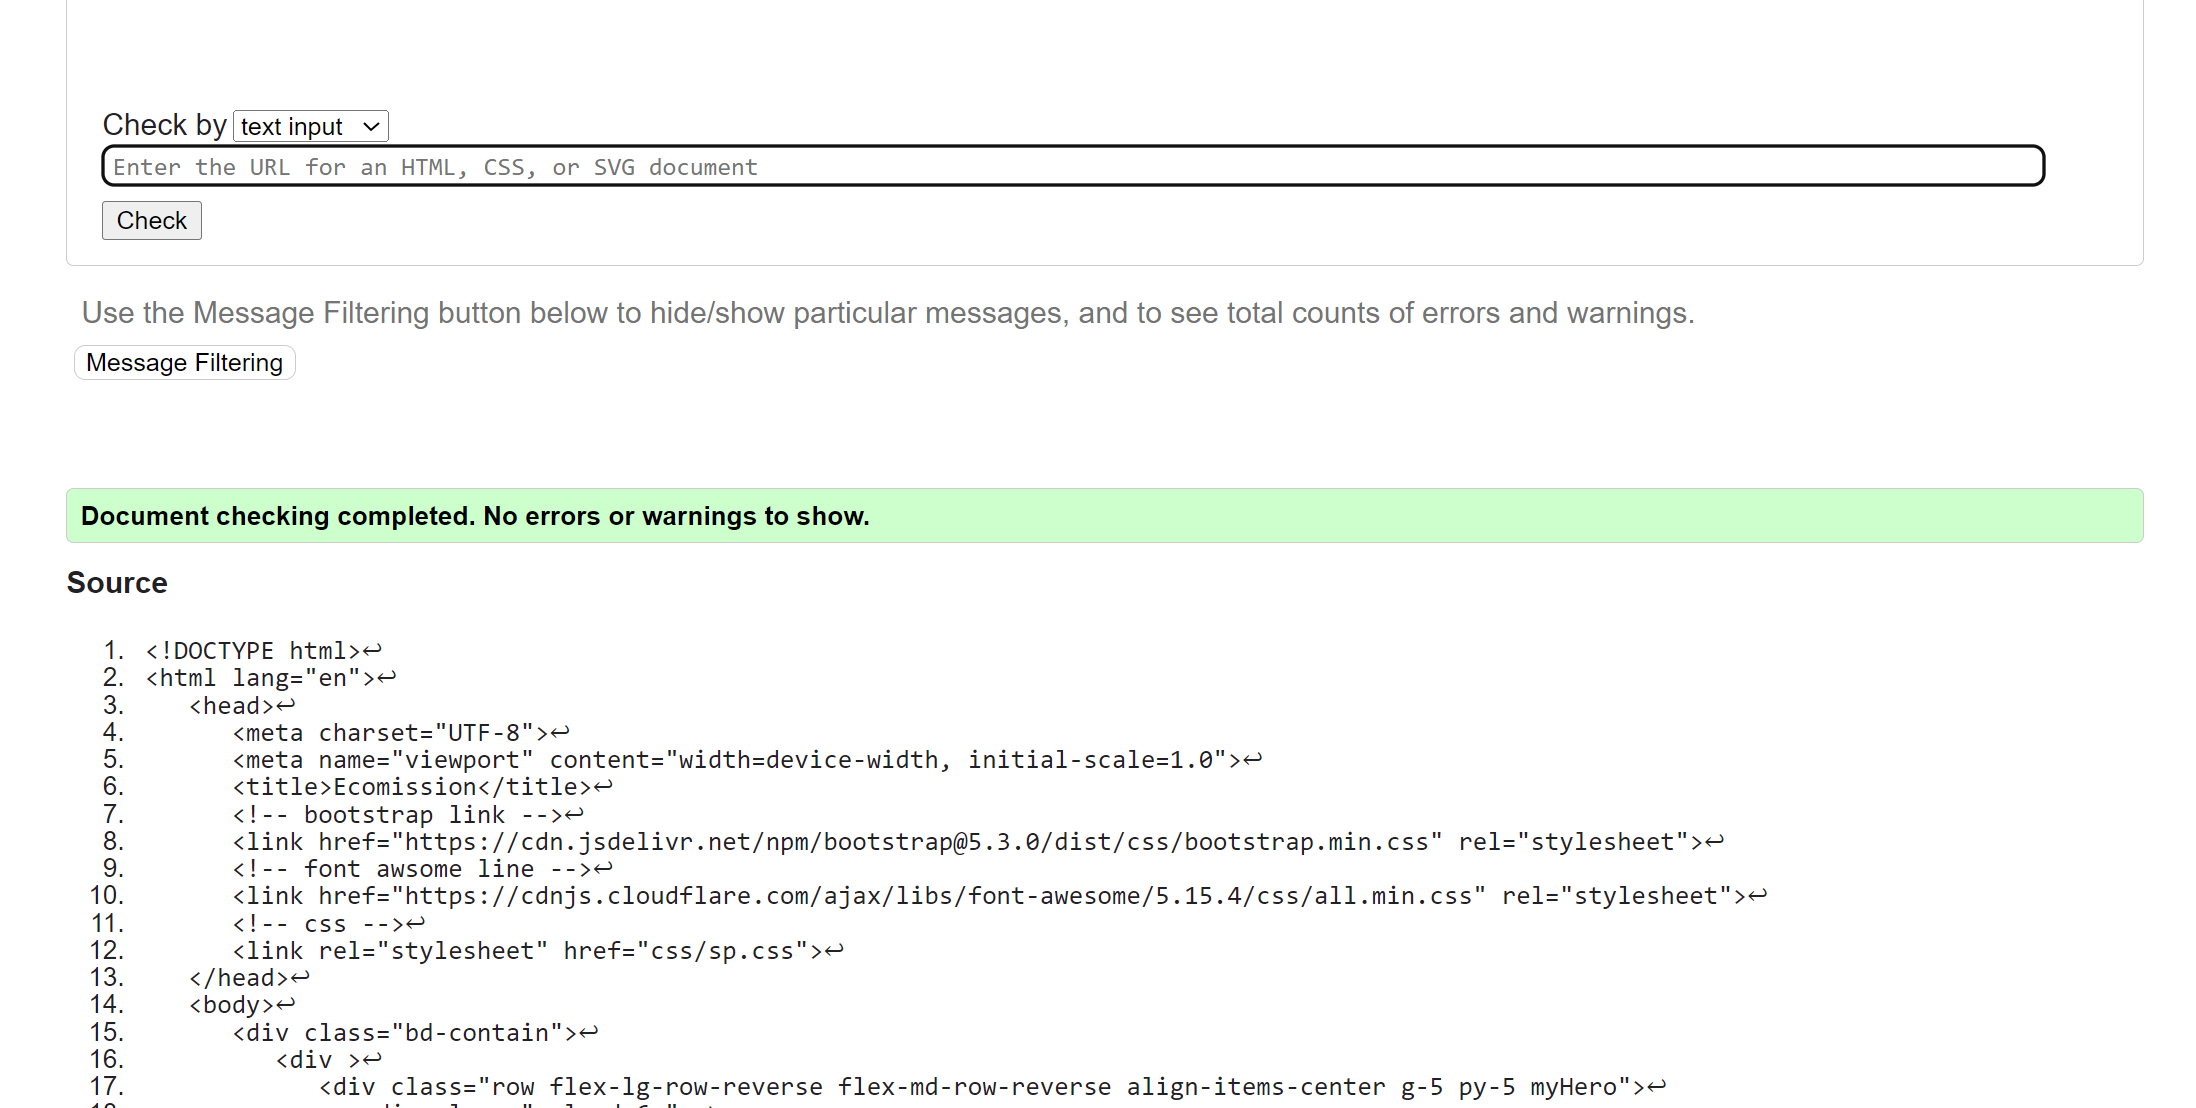 Check by text input
Enter the URL for an HTML, CSS, or SVG document
Check
Use the Message Filtering button below to hide/show particular messages, and to see total counts of errors and warnings.
Message Filtering
Document checking completed. No errors or warnings to show.
Source
1. <!DOCTYPE html>↩
2. <html lang="en">↩
3. <head>↩
4. <meta charset="UTF-8">↩
5. <meta name="viewport" content="width=device-width, initial-scale=1.0">↩
6. <title>Ecomission</title>↩
7. <!-- bootstrap link -->↩
8. <link href="https://cdn.jsdelivr.net/npm/bootstrap@5.3.0/dist/css/bootstrap.min.css" rel="stylesheet">↩
9. <!-- font awsome line -->↩
10. <link href="https://cdnjs.cloudflare.com/ajax/libs/font-awesome/5.15.4/css/all.min.css" rel="stylesheet">↩
11. <!-- css -->↩
12. <link rel="stylesheet" href="css/sp.css">↩
13. </head>↩
14. <body>↩
15. <div class="bd-contain">↩
16. <div >↩
17. <div class="row flex-lg-row-reverse flex-md-row-reverse align-items-center g-5 py-5 myHero">↩